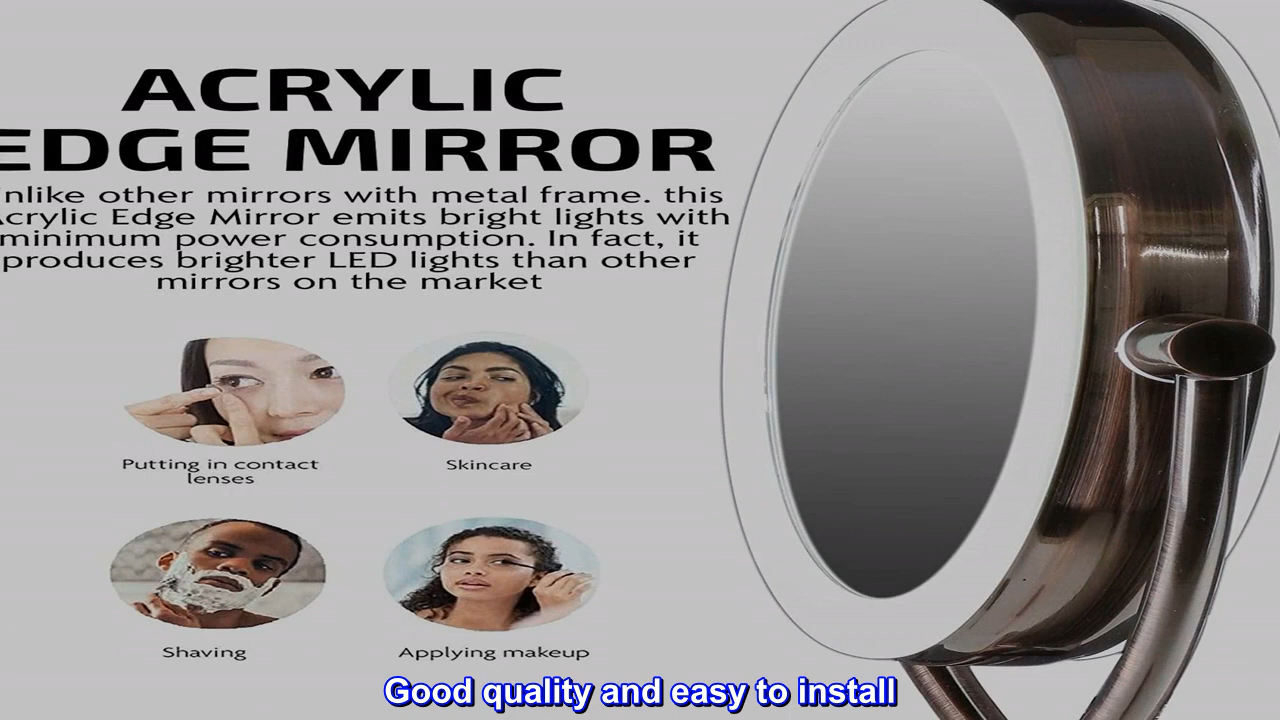 ACRYLIC
EDGE MIRROR
nlike other mirrors with metal frame. this
Acrylic Edge Mirror emits bright lights with
minimum power consumption. In fact, it
produces brighter LED lights than other
mirrors on the market
Putting in contact
lenses
Skincare
Shaving
Applying makeup
Good quality and easy to install